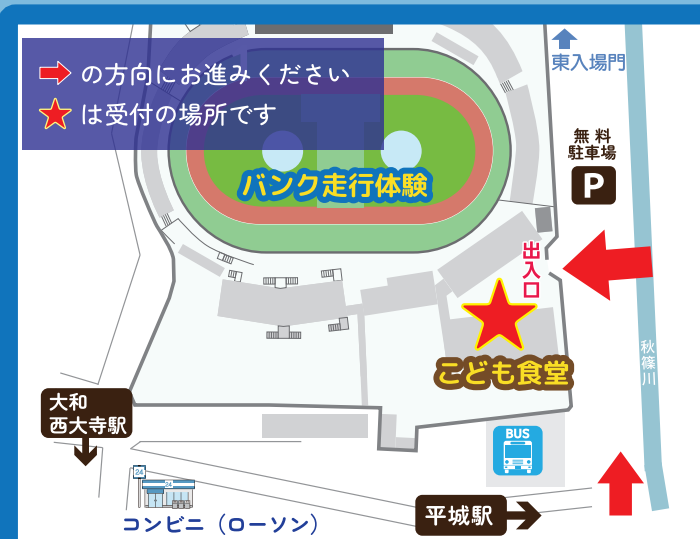 の方向にお進みください
は受付の場所です
東入場門
無料
駐車場
P
バンク走行体験
出入口
こども食堂
秋篠川
大和
西大寺駅
BUS
24
24
コンビニ（ローソン）
平城駅